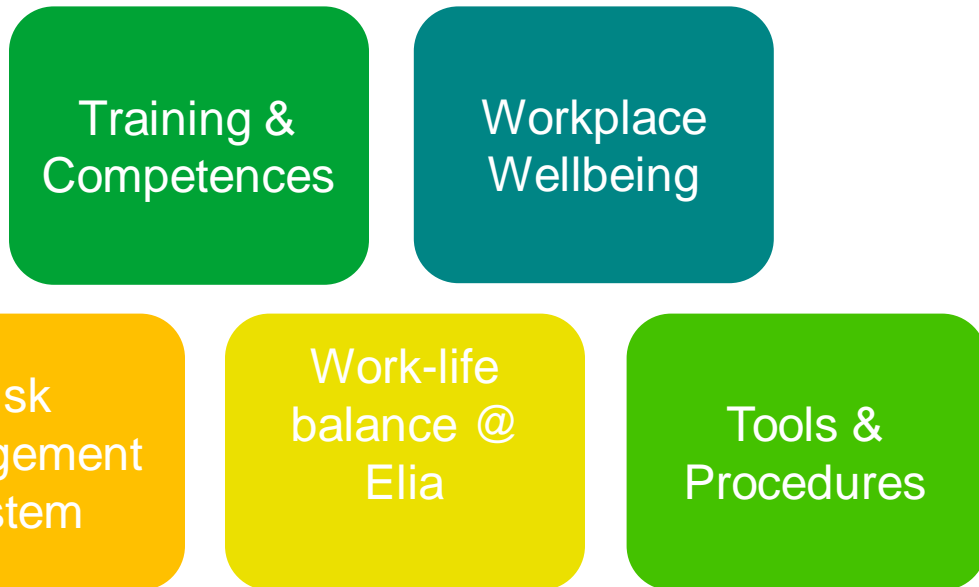 Training &
Competences
Workplace
Wellbeing
Work-life
balance @
Elia
Tools &
Procedures